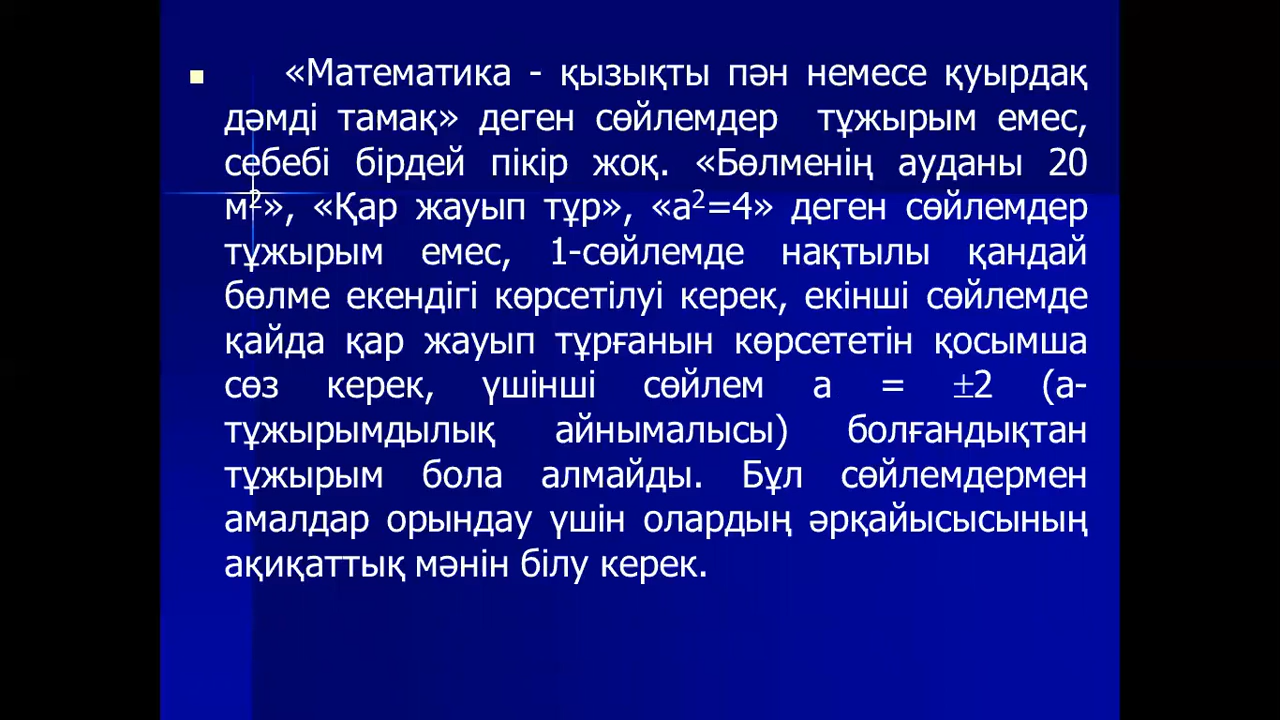 «Математика - қызықты пән немесе қуырдақ
дәмді тамақ» деген сөйлемдер тұжырым емес,
себебі бірдей пікір жоқ. «Бөлменің ауданы 20
м²», «Қар жауып тұр», «а²=4» деген сөйлемдер
тұжырым емес, 1-сөйлемде нақтылы қандай
бөлме екендігі көрсетілуі керек, екінші сөйлемде
қайда қар жауып тұрғанын көрсететін қосымша
сөз керек, үшінші сөйлем а = ±2 (а-
тұжырымдылық айнымалысы) болғандықтан
тұжырым бола алмайды. Бұл сөйлемдермен
амалдар орындау үшін олардың әрқайысысының
ақиқаттық мәнін білу керек.